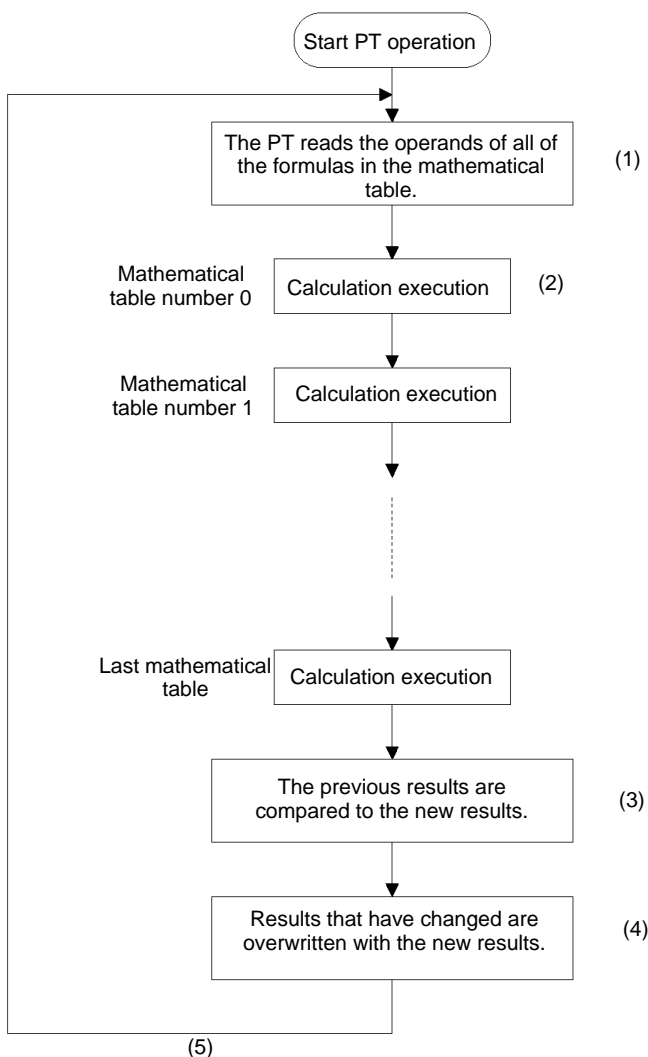 Start PT operation
The PT reads the operands of all of
the formulas in the mathematical
table.
(1)
Mathematical
table number 0
Calculation execution
(2)
Mathematical
table number 1
Calculation execution
Last mathematical
table
Calculation execution
The previous results are
compared to the new results.
(3)
Results that have changed are
overwritten with the new results.
(4)
(5)